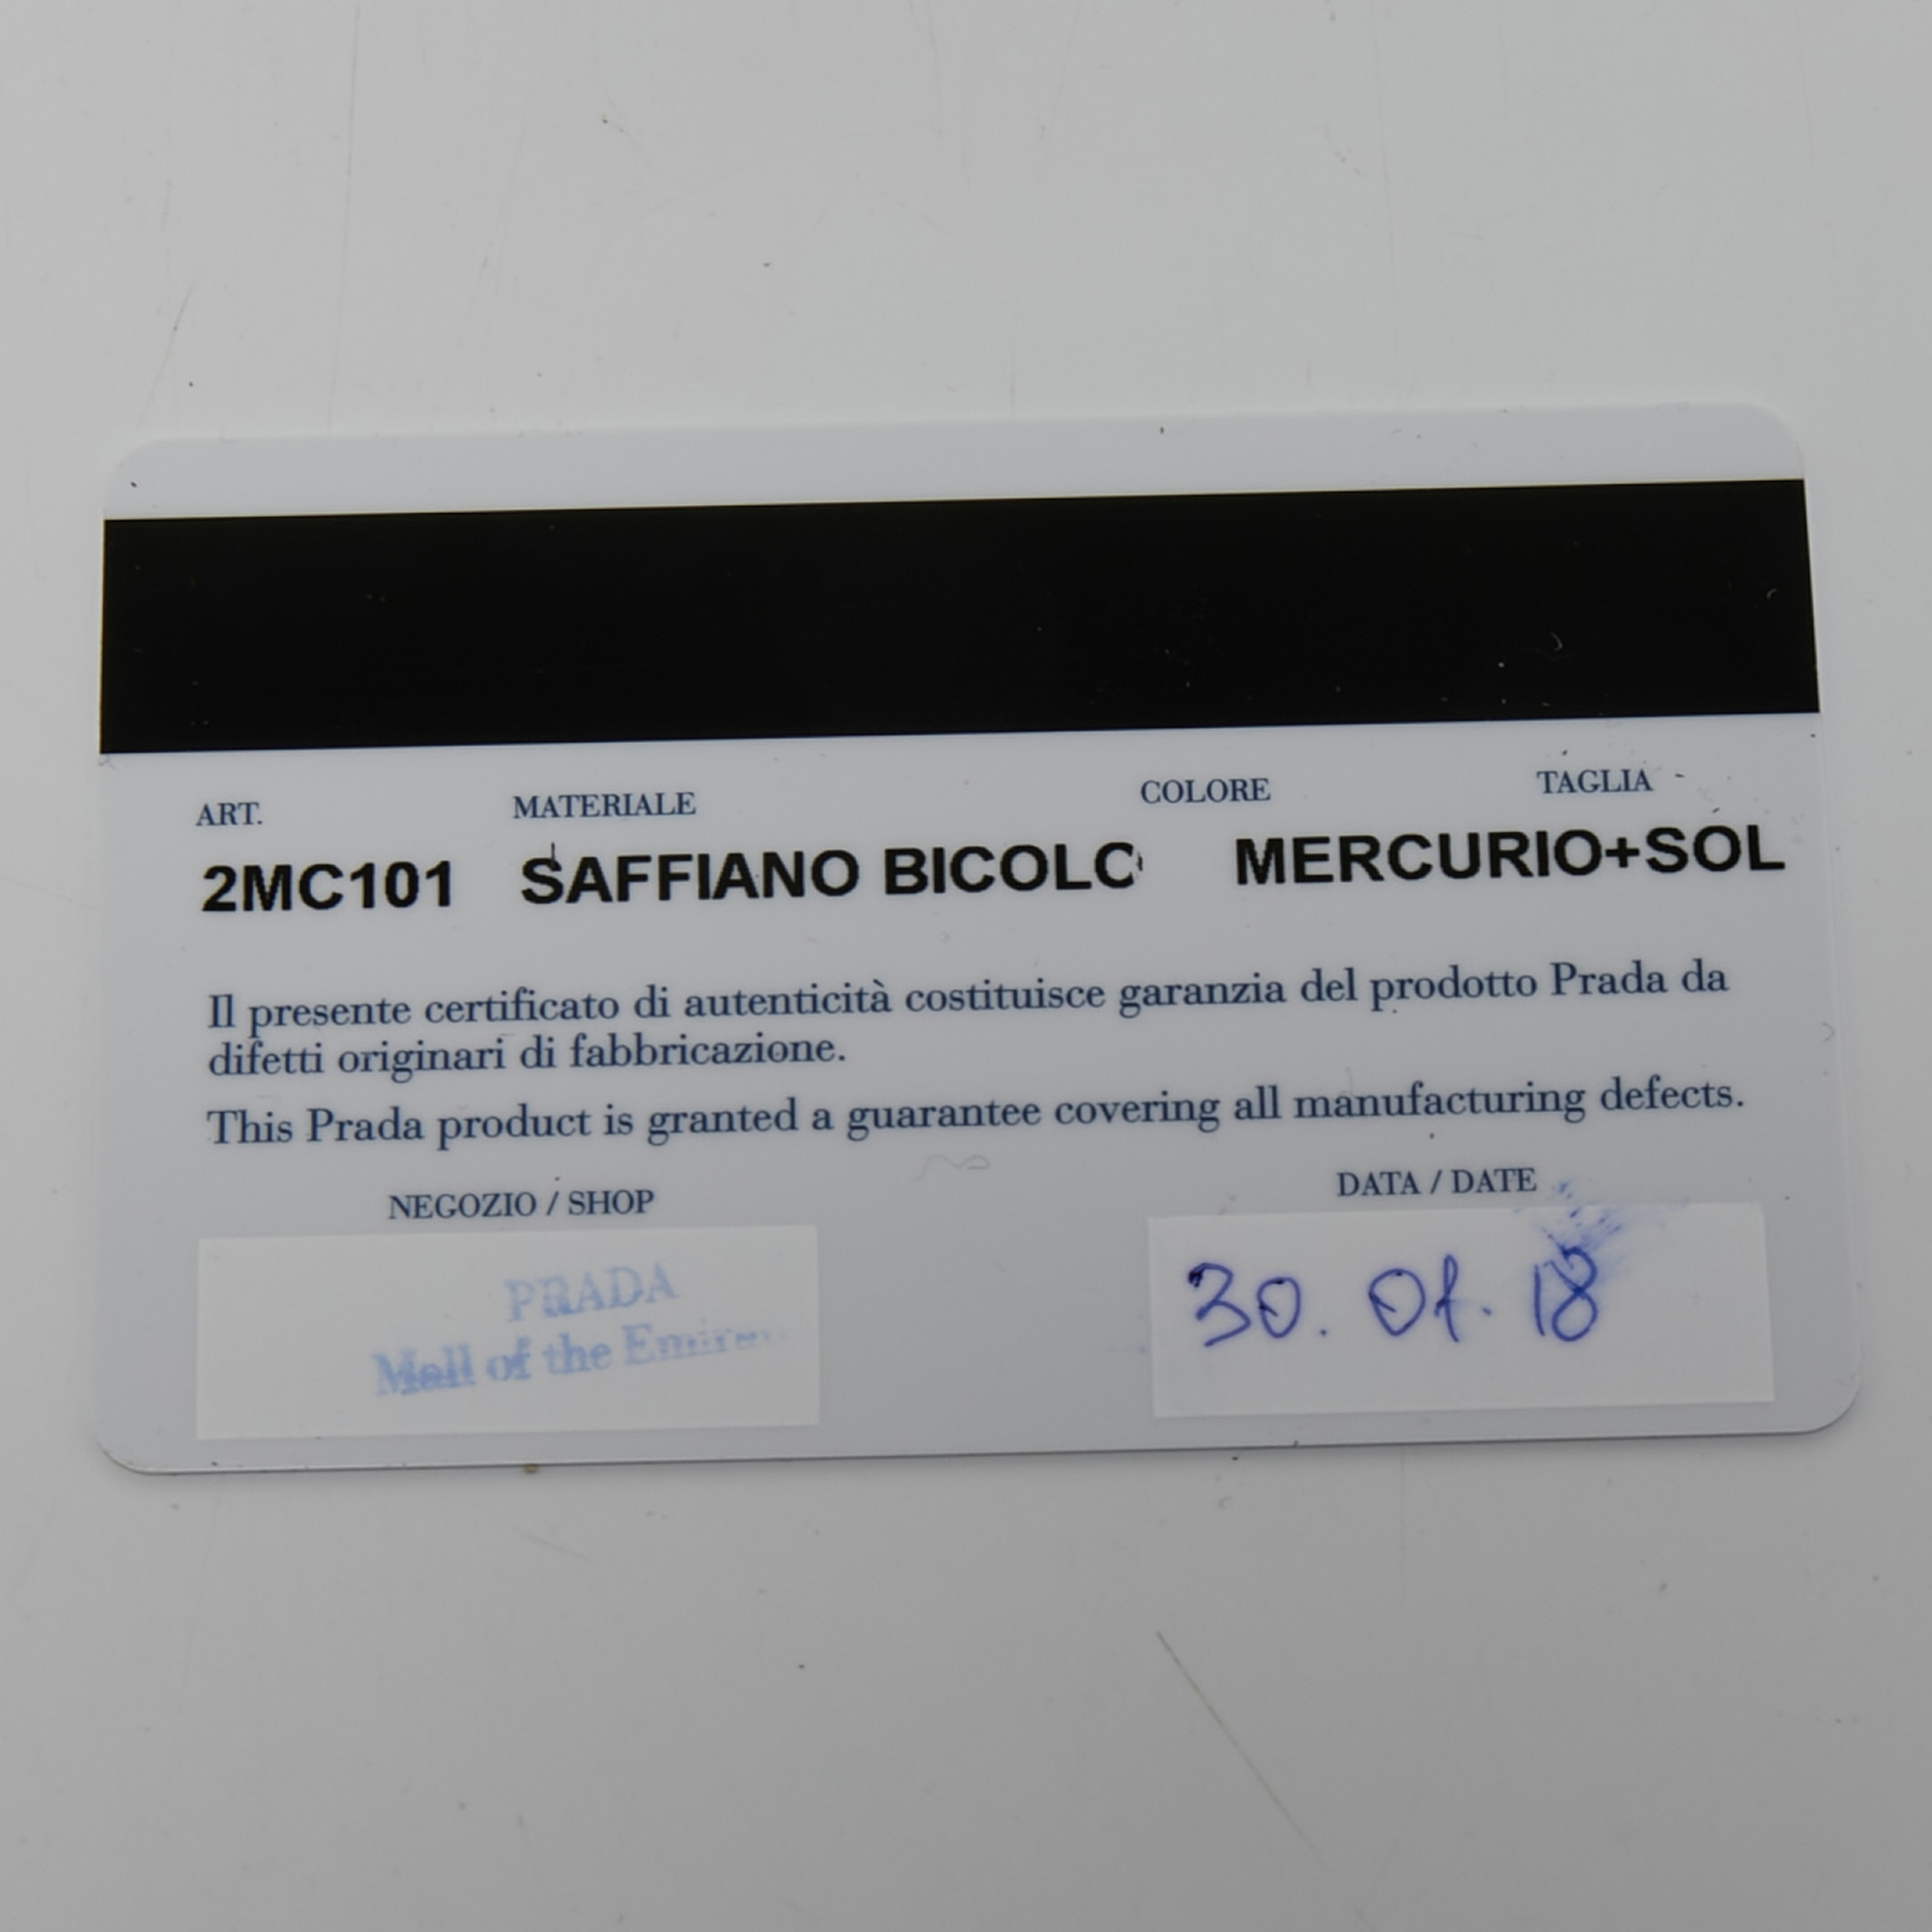 ART. MATERIALE COLORE TAGLIA
2MC101 SAFFIANO BICOLO MERCURIO+SOL
Il presente certificato di autenticità costituisce garanzia del prodotto Prada da
difetti originari di fabbricazione.
This Prada product is granted a guarantee covering all manufacturing defects.
NEGOZIO / SHOP DATA / DATE
PRADA
Mall of the
30. 01. 18